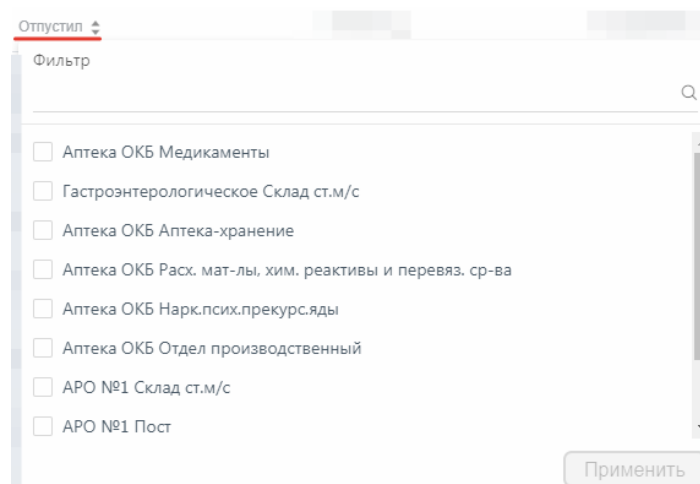 Отпустил
Фильтр
Аптека ОКБ Медикаменты
Гастроэнтерологическое Склад ст.м/с
Аптека ОКБ Аптека-хранение
Аптека ОКБ Расх. мат-лы, хим. реактивы и перевяз. ср-ва
Аптека ОКБ Нарк.псих.прекурс.яды
Аптека ОКБ Отдел производственный
АРО №1 Склад ст.м/с
АРО №1 Пост
Применить